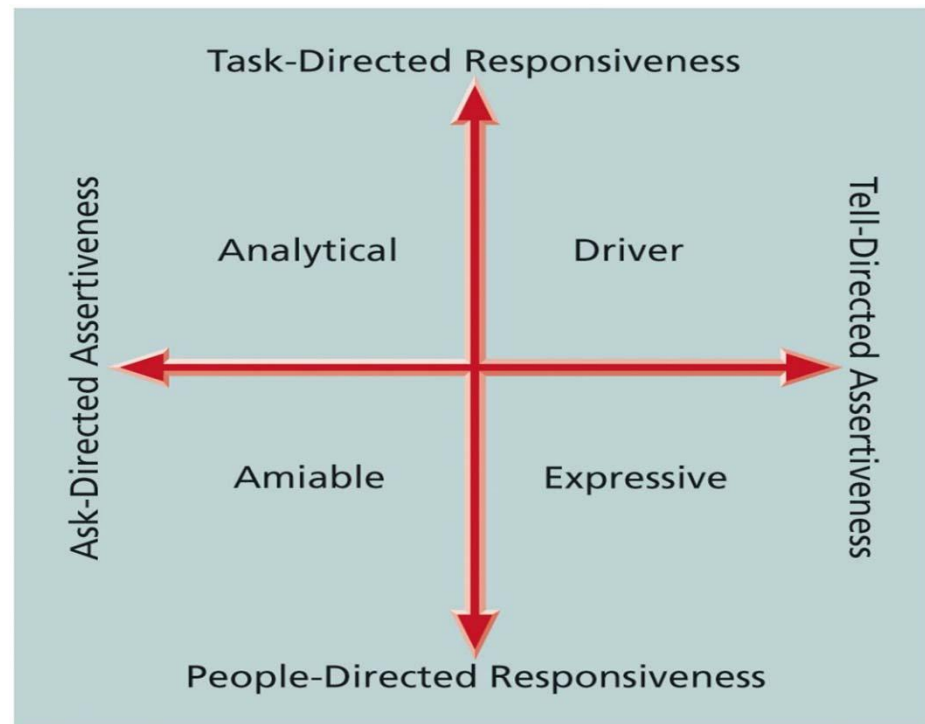 Task-Directed Responsiveness
Ask-Directed Assertiveness
Tell-Directed Assertiveness
Analytical
Driver
Amiable
Expressive
People-Directed Responsiveness